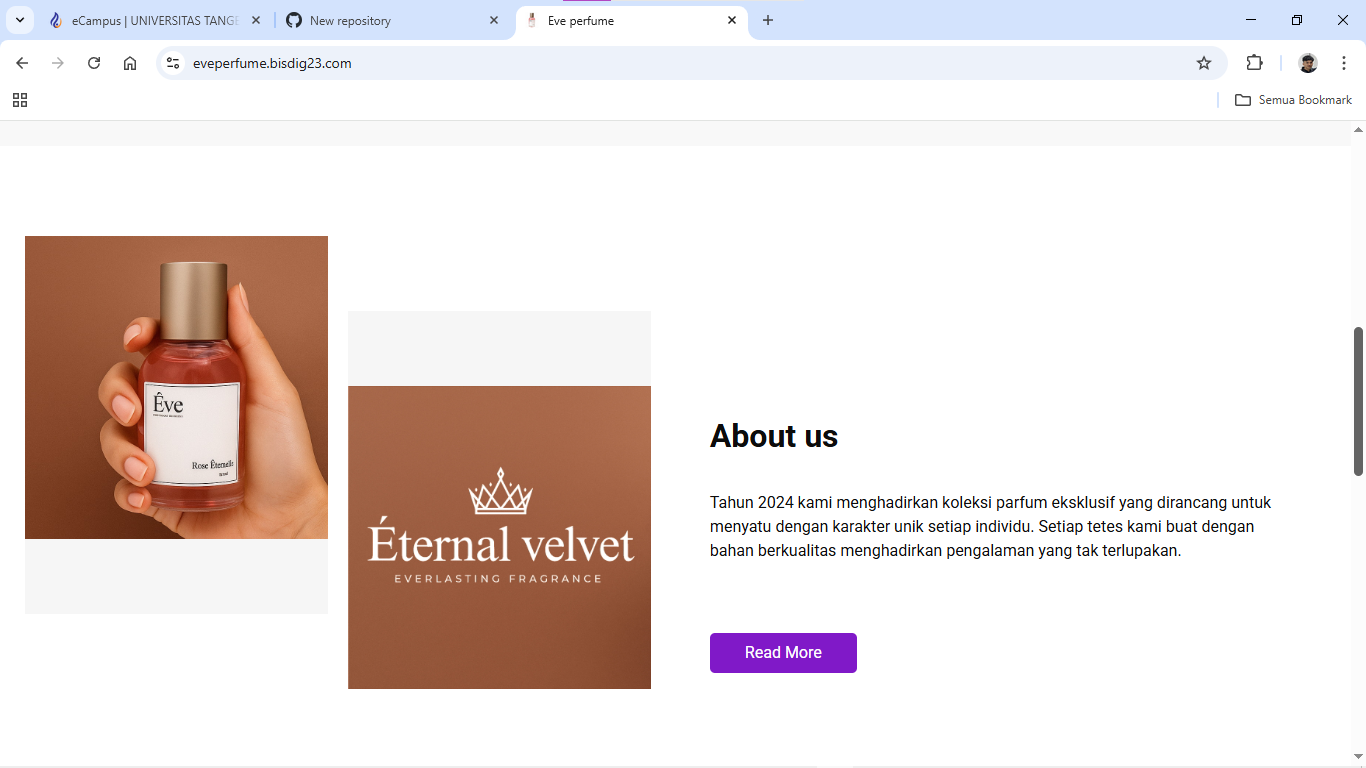 eCampus | UNIVERSITAS TANGE
New repository
Eve perfume
eveperfume.bisdig23.com
Semua Bookmark
Êve
Rose Éternelle
Éternal velvet
EVERLASTING FRAGRANCE
About us
Tahun 2024 kami menghadirkan koleksi parfum eksklusif yang dirancang untuk
menyatu dengan karakter unik setiap individu. Setiap tetes kami buat dengan
bahan berkualitas menghadirkan pengalaman yang tak terlupakan.
Read More